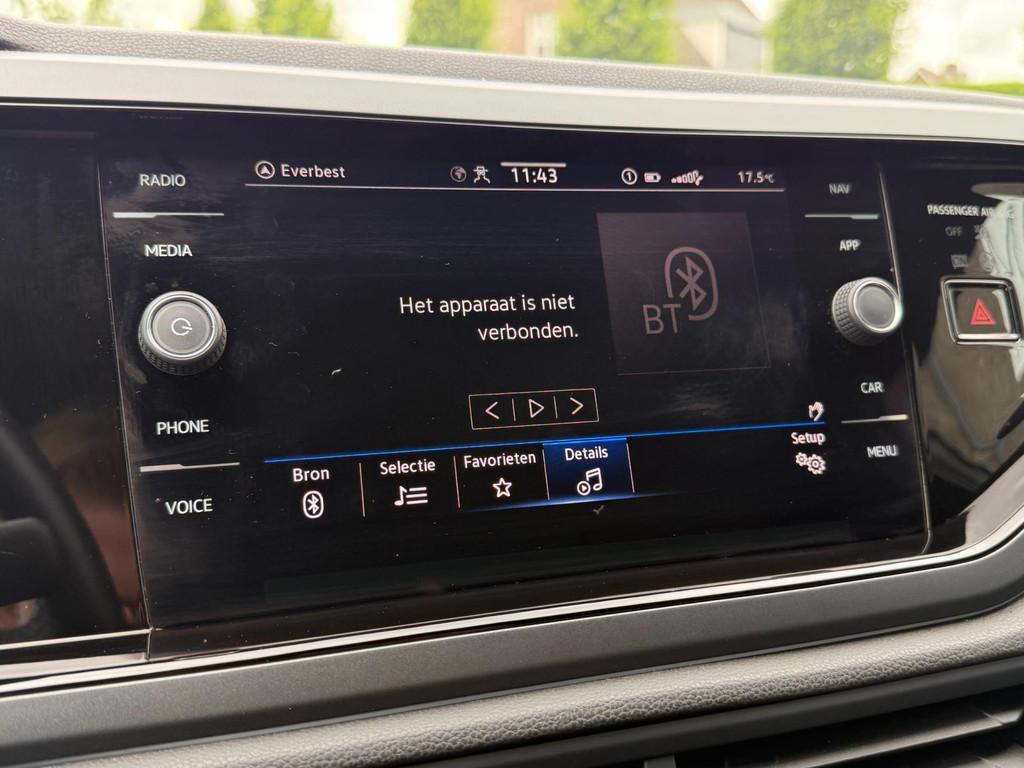 RADIO
MEDIA
PHONE
VOICE
Everbest
11:43
1
17.5°C
Het apparaat is niet
verbonden.
BT
Bron
Selectie
Favorieten
Details
Setup
NAV
APP
CAR
MENU
PASSENGER AIR
OFF